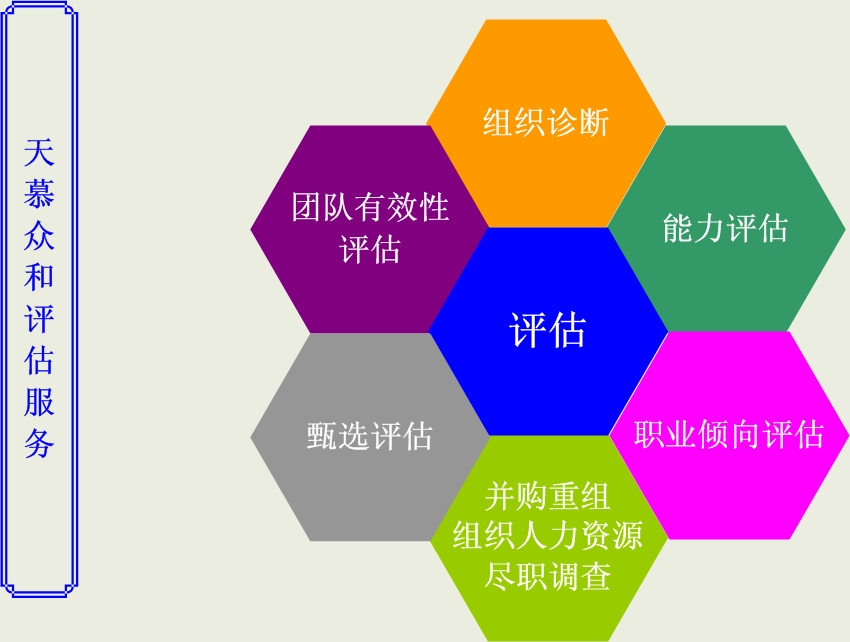 天慕众和评估服务
组织诊断
团队有效性
评估
能力评估
评估
甄选评估
职业倾向评估
并购重组
组织人力资源
尽职调查